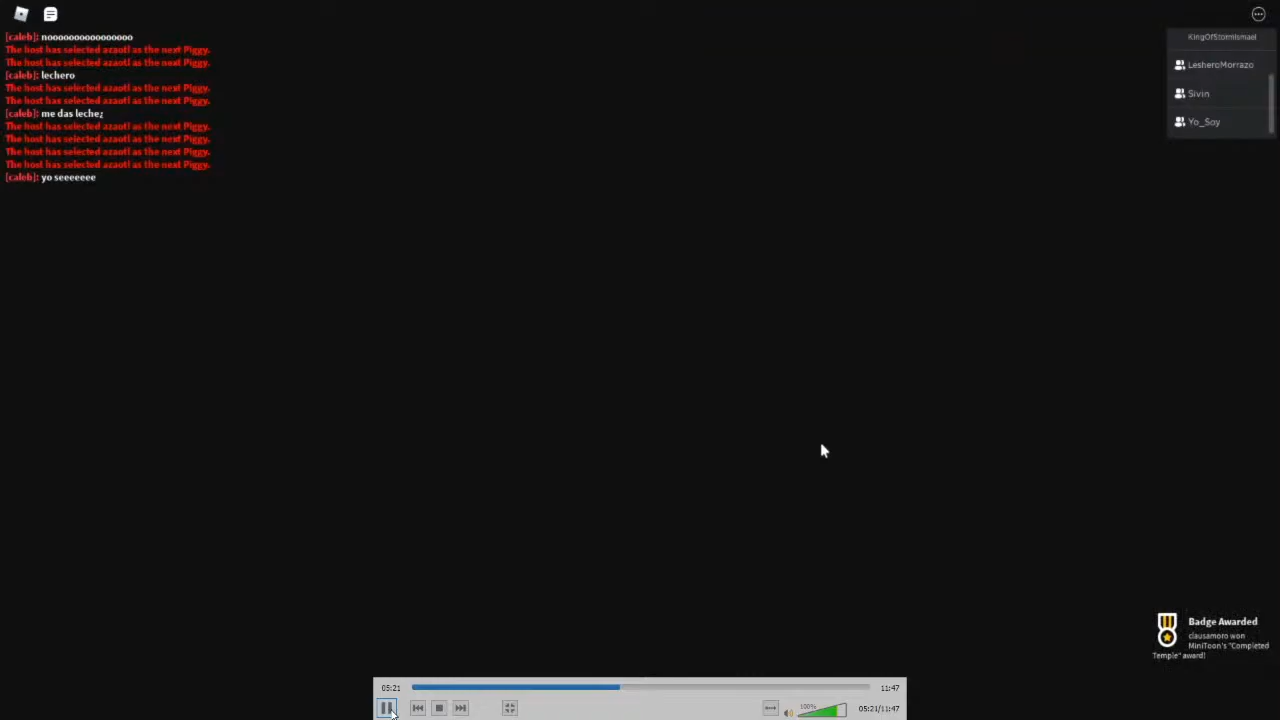 [caleb]: nooooooooooooooo
The host has selected azaotl as the next Piggy.
The host has selected azaotl as the next Piggy.
[caleb]: lechero
The host has selected azaotl as the next Piggy.
The host has selected azaotl as the next Piggy.
[caleb]: me das leche¿
The host has selected azaotl as the next Piggy.
The host has selected azaotl as the next Piggy.
The host has selected azaotl as the next Piggy.
The host has selected azaotl as the next Piggy.
[caleb]: yo seeeeeee
KingOfStormIsmael
LesheroMorrazo
Sivin
Yo_Soy
Badge Awarded
clausamoro won
MiniToon's "Completed
Temple" award!
05:21
11:47
100%
05:21/11:47